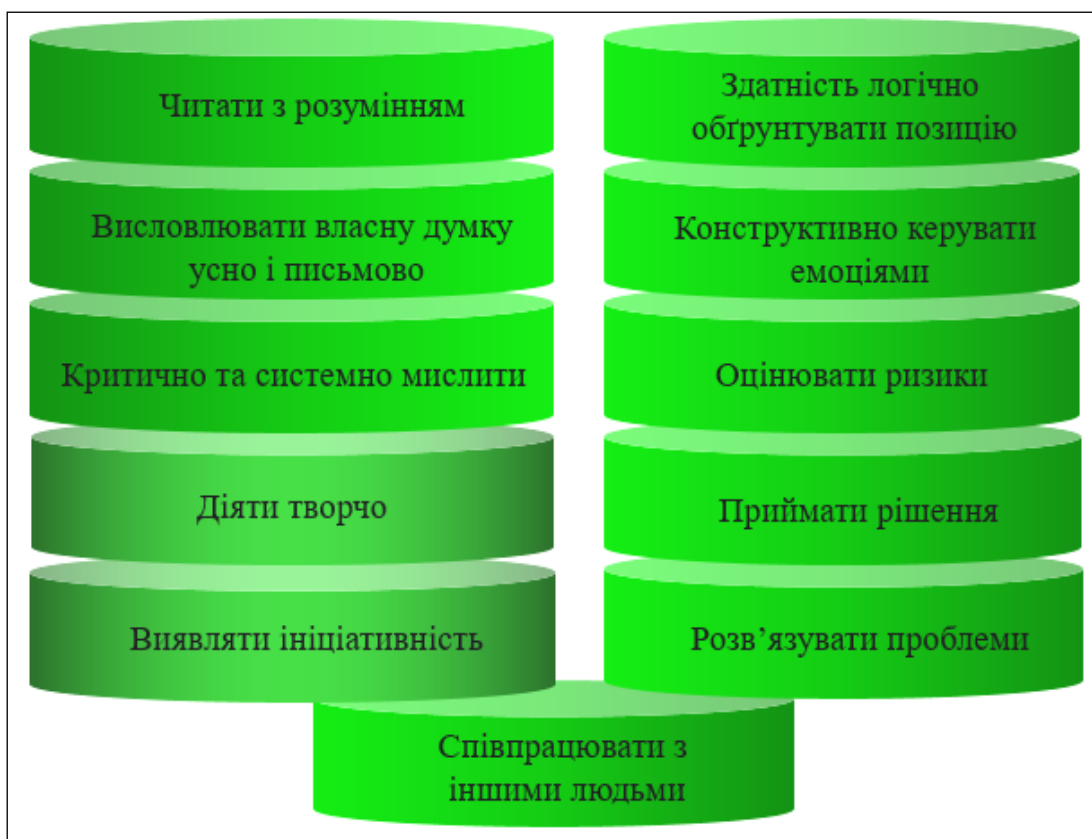 Читати з розумінням
Висловлювати власну думку
усно і письмово
Критично та системно мислити
Діяти творчо
Виявляти ініціативність
Здатність логічно
обґрунтувати позицію
Конструктивно керувати
емоціями
Оцінювати ризики
Приймати рішення
Розв’язувати проблеми
Співпрацювати з
іншими людьми